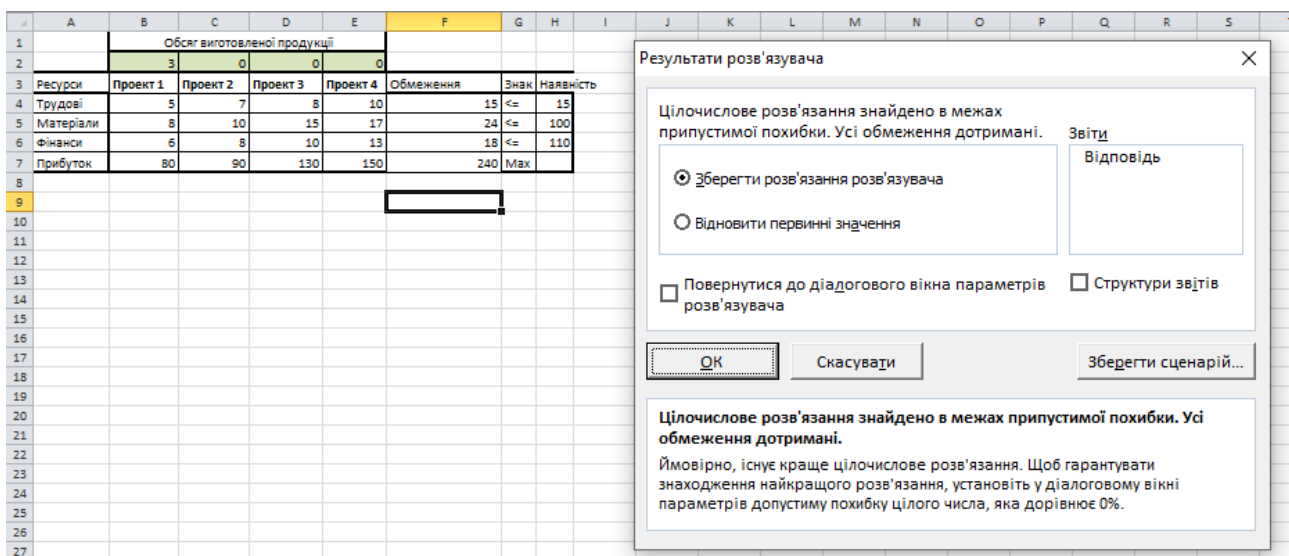 A B C D E F G H I J K L M N O P Q R S
1 Обсяг виготовленої продукції
2 3 0 0 0
3 Ресурси Проект 1 Проект 2 Проект 3 Проект 4 Обмеження Знак Наявність
4 Трудові 5 7 8 10 15 <= 15
5 Матеріали 8 10 15 17 24 <= 100
6 Фінанси 6 8 10 13 18 <= 110
7 Прибуток 80 90 130 150 240 Max
8
9
10
11
12
13
14
15
16
17
18
19
20
21
22
23
24
25
26
27
Результати розв'язувача
Цілочислове розв'язання знайдено в межах
припустимої похибки. Усі обмеження дотримані.
Звіти
Відповідь
Зберегти розв'язання розв'язувача
Відновити первинні значення
Повернутися до діалогового вікна параметрів
розв'язувача
Структури звітів
ОК
Скасувати
Зберегти сценарій...
Цілочислове розв'язання знайдено в межах припустимої похибки. Усі
обмеження дотримані.
Ймовірно, існує краще цілочислове розв'язання. Щоб гарантувати
знаходження найкращого розв'язання, установіть у діалоговому вікні
параметрів допустиму похибку цілого числа, яка дорівнює 0%.